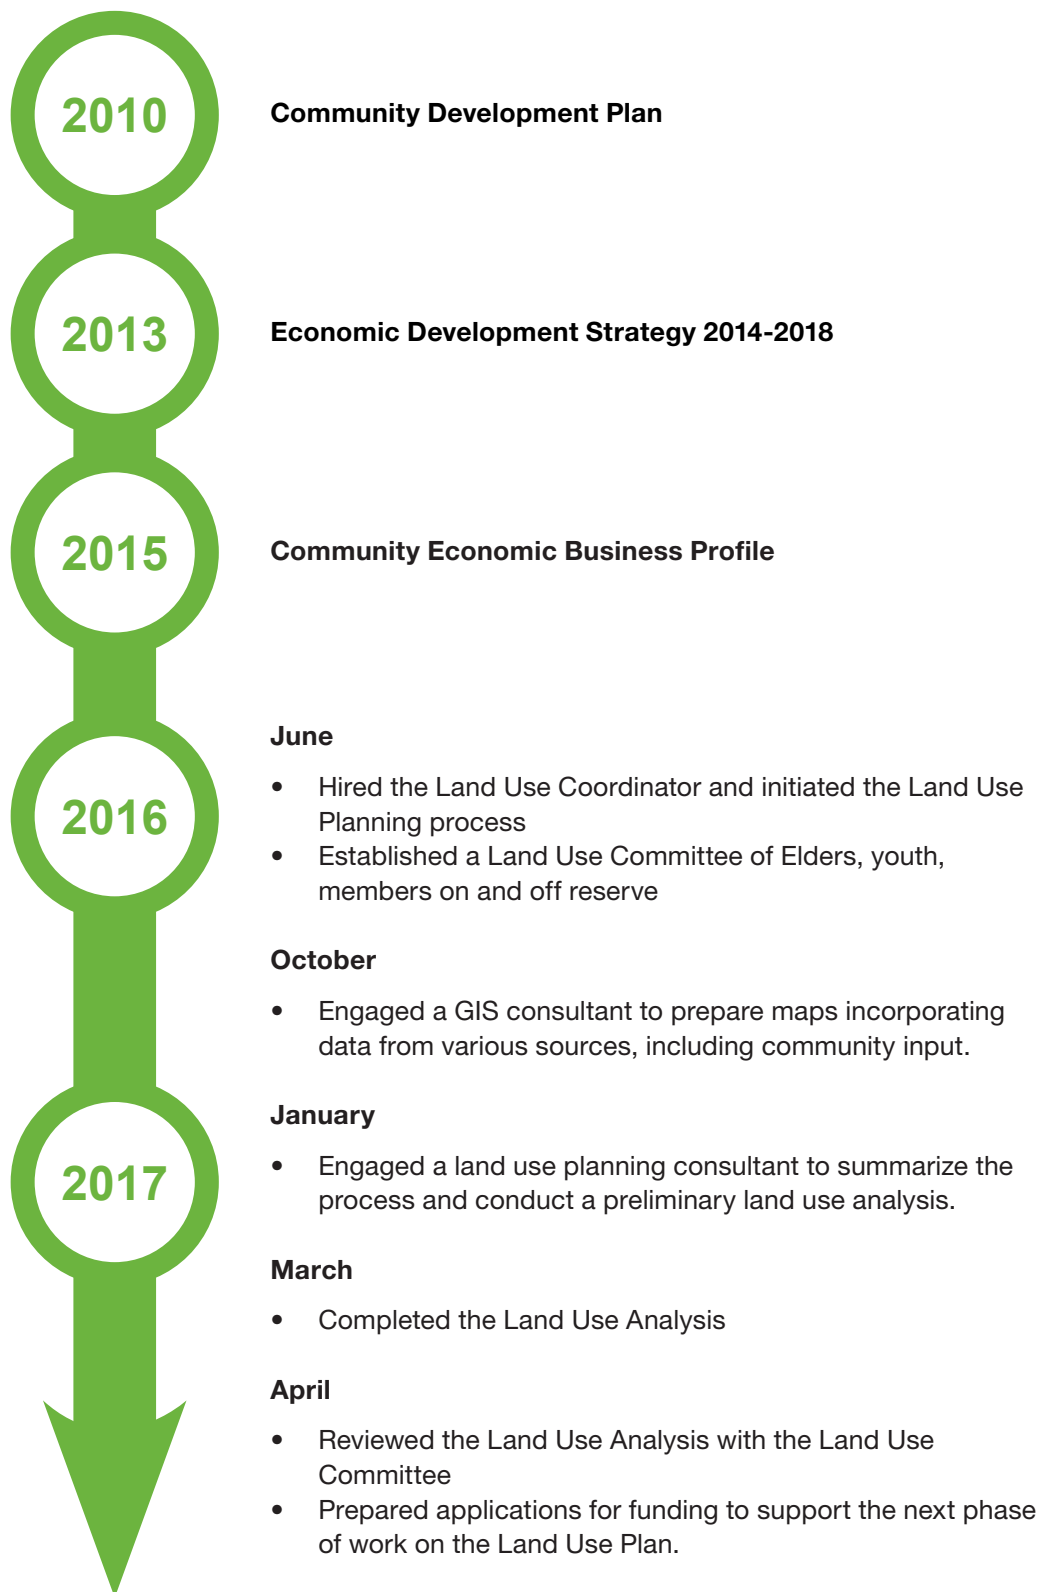 2010
Community Development Plan
2013
Economic Development Strategy 2014-2018
2015
Community Economic Business Profile
2016
June
• Hired the Land Use Coordinator and initiated the Land Use
Planning process
• Established a Land Use Committee of Elders, youth,
members on and off reserve
October
• Engaged a GIS consultant to prepare maps incorporating
data from various sources, including community input.
2017
January
• Engaged a land use planning consultant to summarize the
process and conduct a preliminary land use analysis.
March
• Completed the Land Use Analysis
April
• Reviewed the Land Use Analysis with the Land Use
Committee
• Prepared applications for funding to support the next phase
of work on the Land Use Plan.